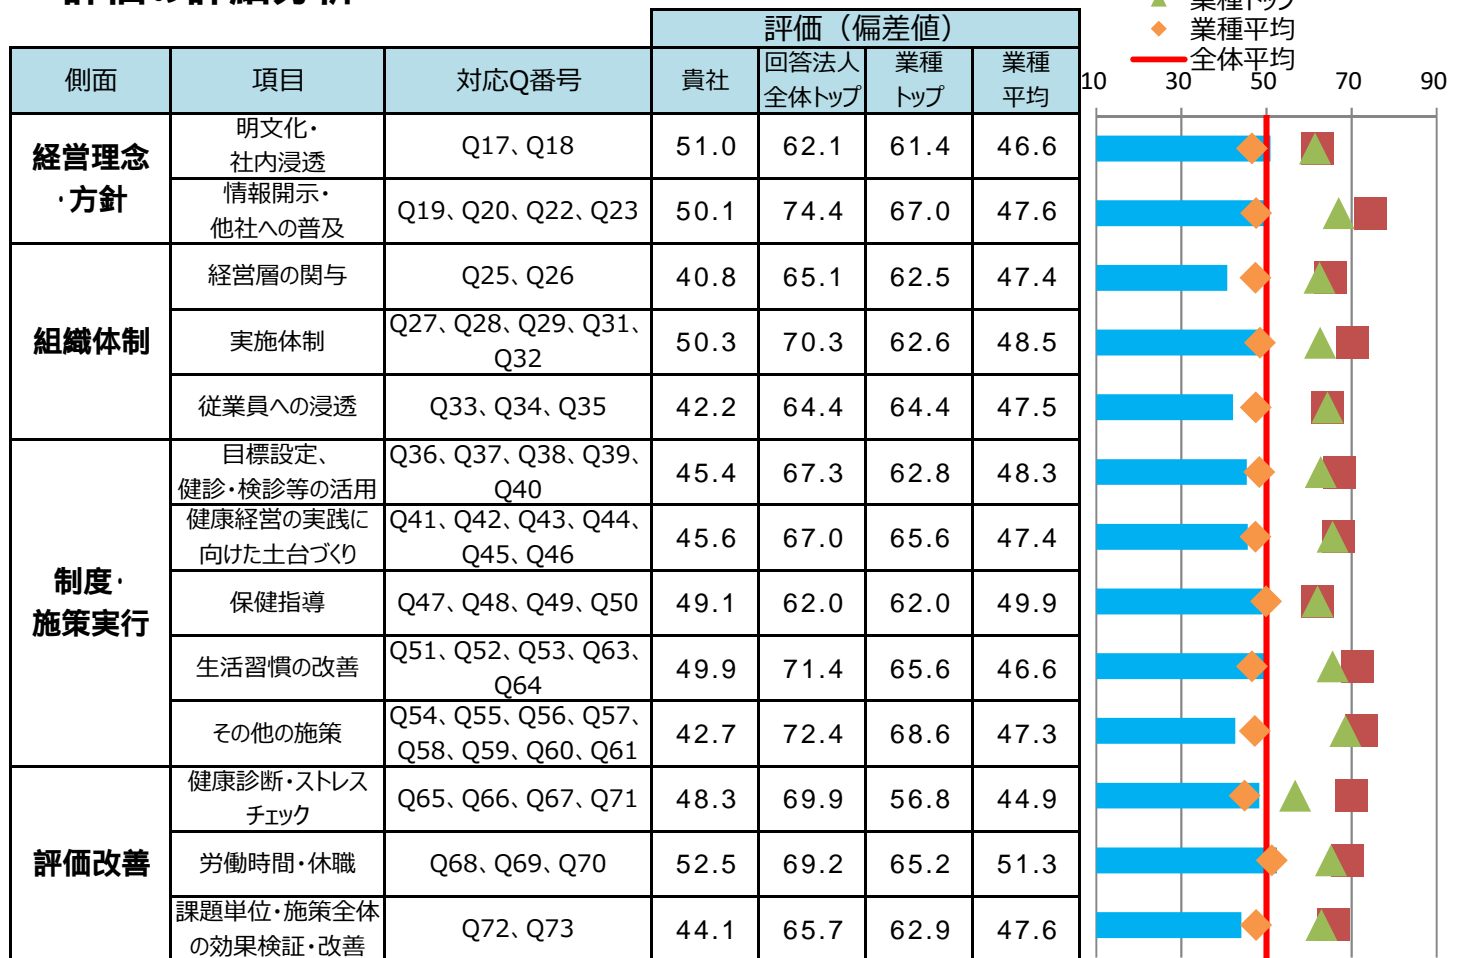 評価の詳細分析
業種トップ
業種平均
全体平均
評価（偏差値）
側面 項目 対応Q番号 貴社 回答法人 業種 業種
全体トップ トップ 平均
10 30 50 70 90
経営理念
・方針
明文化・
社内浸透
Q17、Q18 51.0 62.1 61.4 46.6
情報開示・
他社への普及
Q19、Q20、Q22、Q23 50.1 74.4 67.0 47.6
組織体制
経営層の関与 Q25、Q26 40.8 65.1 62.5 47.4
実施体制
Q27、Q28、Q29、Q31、
Q32
50.3 70.3 62.6 48.5
従業員への浸透 Q33、Q34、Q35 42.2 64.4 64.4 47.5
制度・
施策実行
目標設定、
健診・検診等の活用
Q36、Q37、Q38、Q39、
Q40
45.4 67.3 62.8 48.3
健康経営の実践に
向けた土台づくり
Q41、Q42、Q43、Q44、
Q45、Q46
45.6 67.0 65.6 47.4
保健指導 Q47、Q48、Q49、Q50 49.1 62.0 62.0 49.9
生活習慣の改善
Q51、Q52、Q53、Q63、
Q64
49.9 71.4 65.6 46.6
その他の施策
Q54、Q55、Q56、Q57、
Q58、Q59、Q60、Q61
42.7 72.4 68.6 47.3
評価改善
健康診断・ストレス
チェック
Q65、Q66、Q67、Q71 48.3 69.9 56.8 44.9
労働時間・休職 Q68、Q69、Q70 52.5 69.2 65.2 51.3
課題単位・施策全体
の効果検証・改善
Q72、Q73 44.1 65.7 62.9 47.6